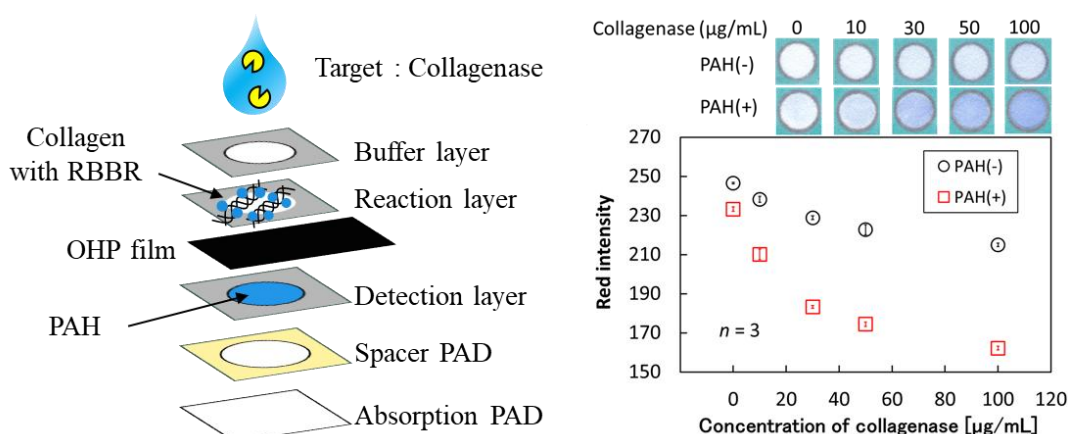 Target : Collagenase
Collagen
with RBBR
Buffer layer
Reaction layer
OHP film
Detection layer
PAH
Spacer PAD
Absorption PAD
Collagenase (µg/mL) 0 10 30 50 100
PAH(-)
PAH(+)
270
250
230
210
190
170
150
Red intensity
PAH(-)
PAH(+)
n = 3
0 20 40 60 80 100 120
Concentration of collagenase [µg/mL]